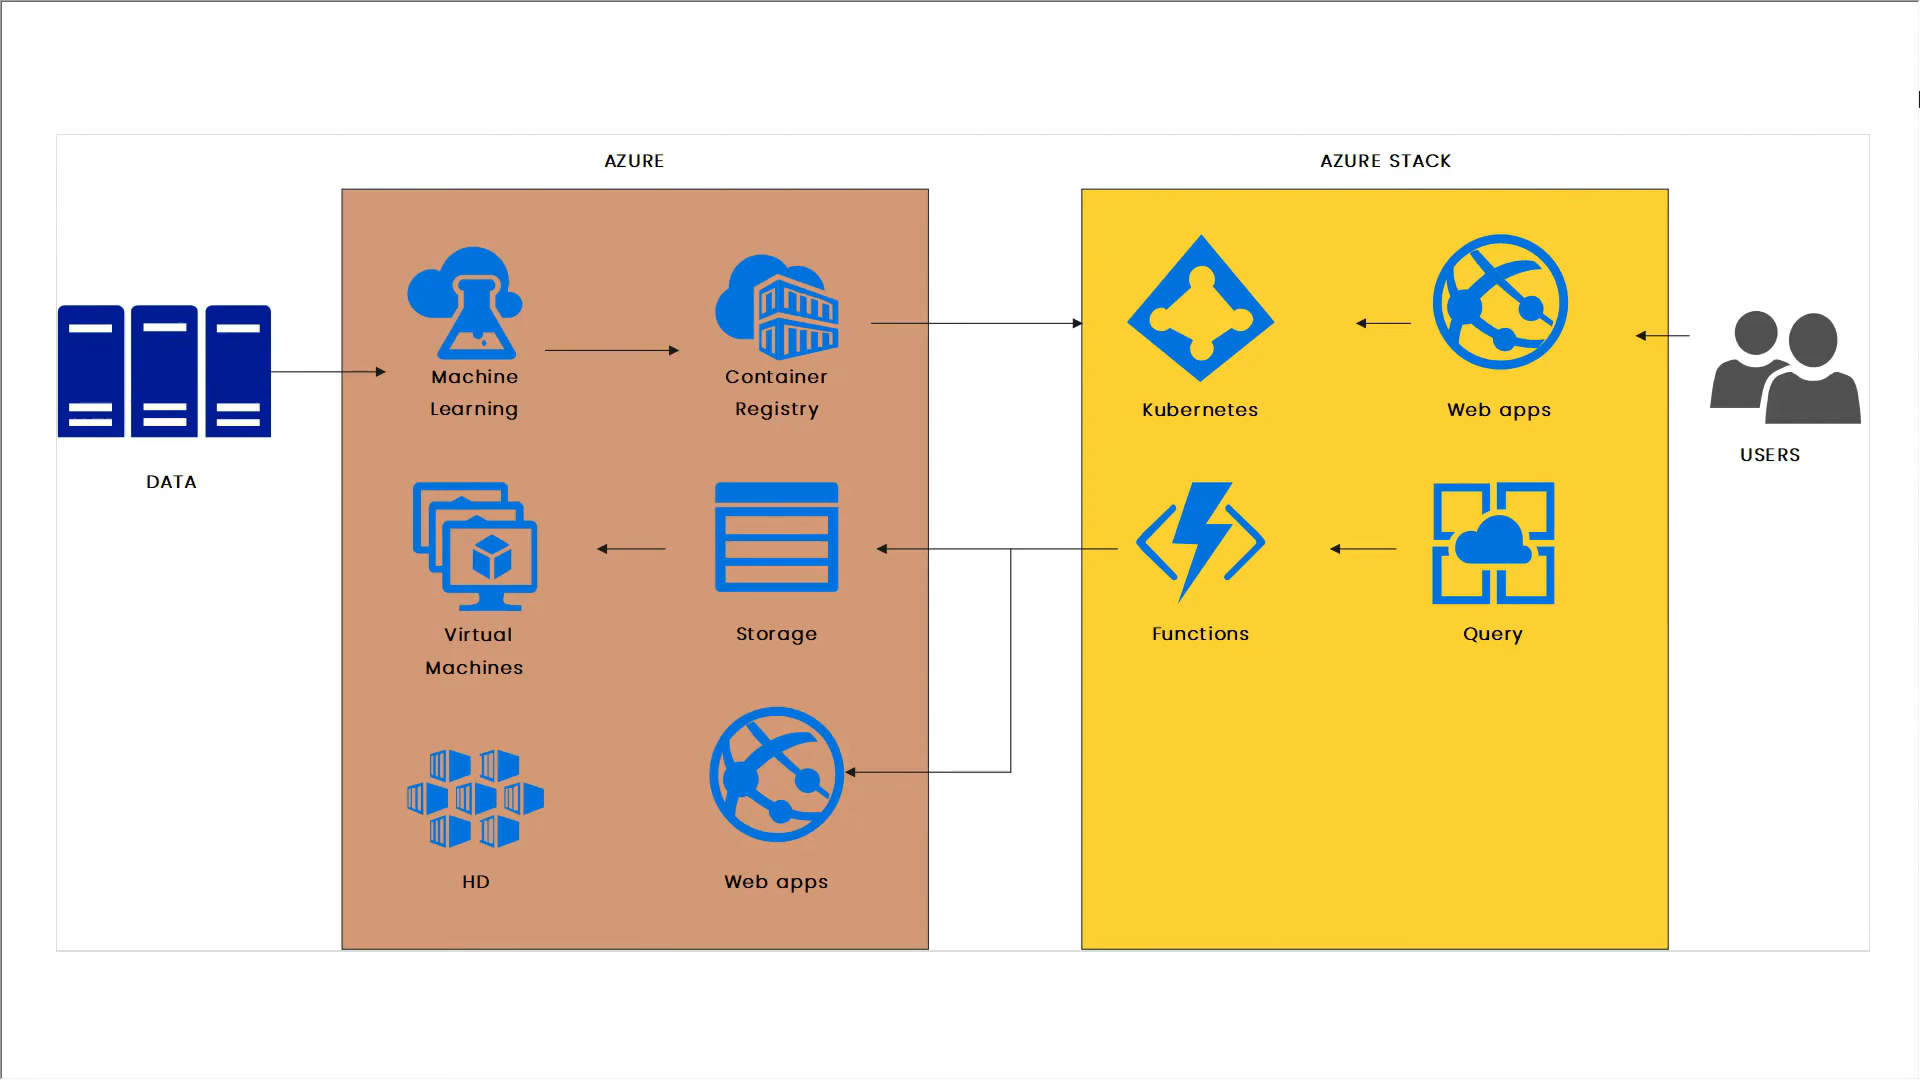 AZURE
AZURE STACK
Machine
Learning
Container
Registry
Kubernetes
Web apps
USERS
DATA
Virtual
Machines
Storage
Functions
Query
HD
Web apps